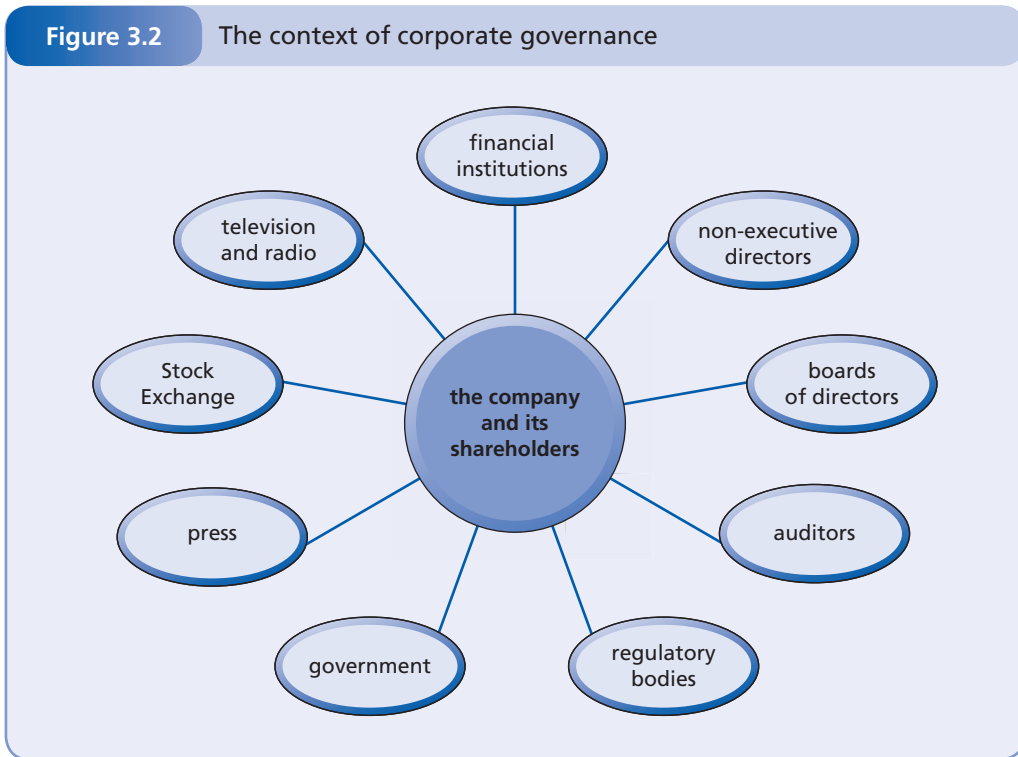 Figure 3.2
The context of corporate governance
financial
institutions
television
and radio
non-executive
directors
Stock
Exchange
the company
and its
shareholders
boards
of directors
press
auditors
government
regulatory
bodies